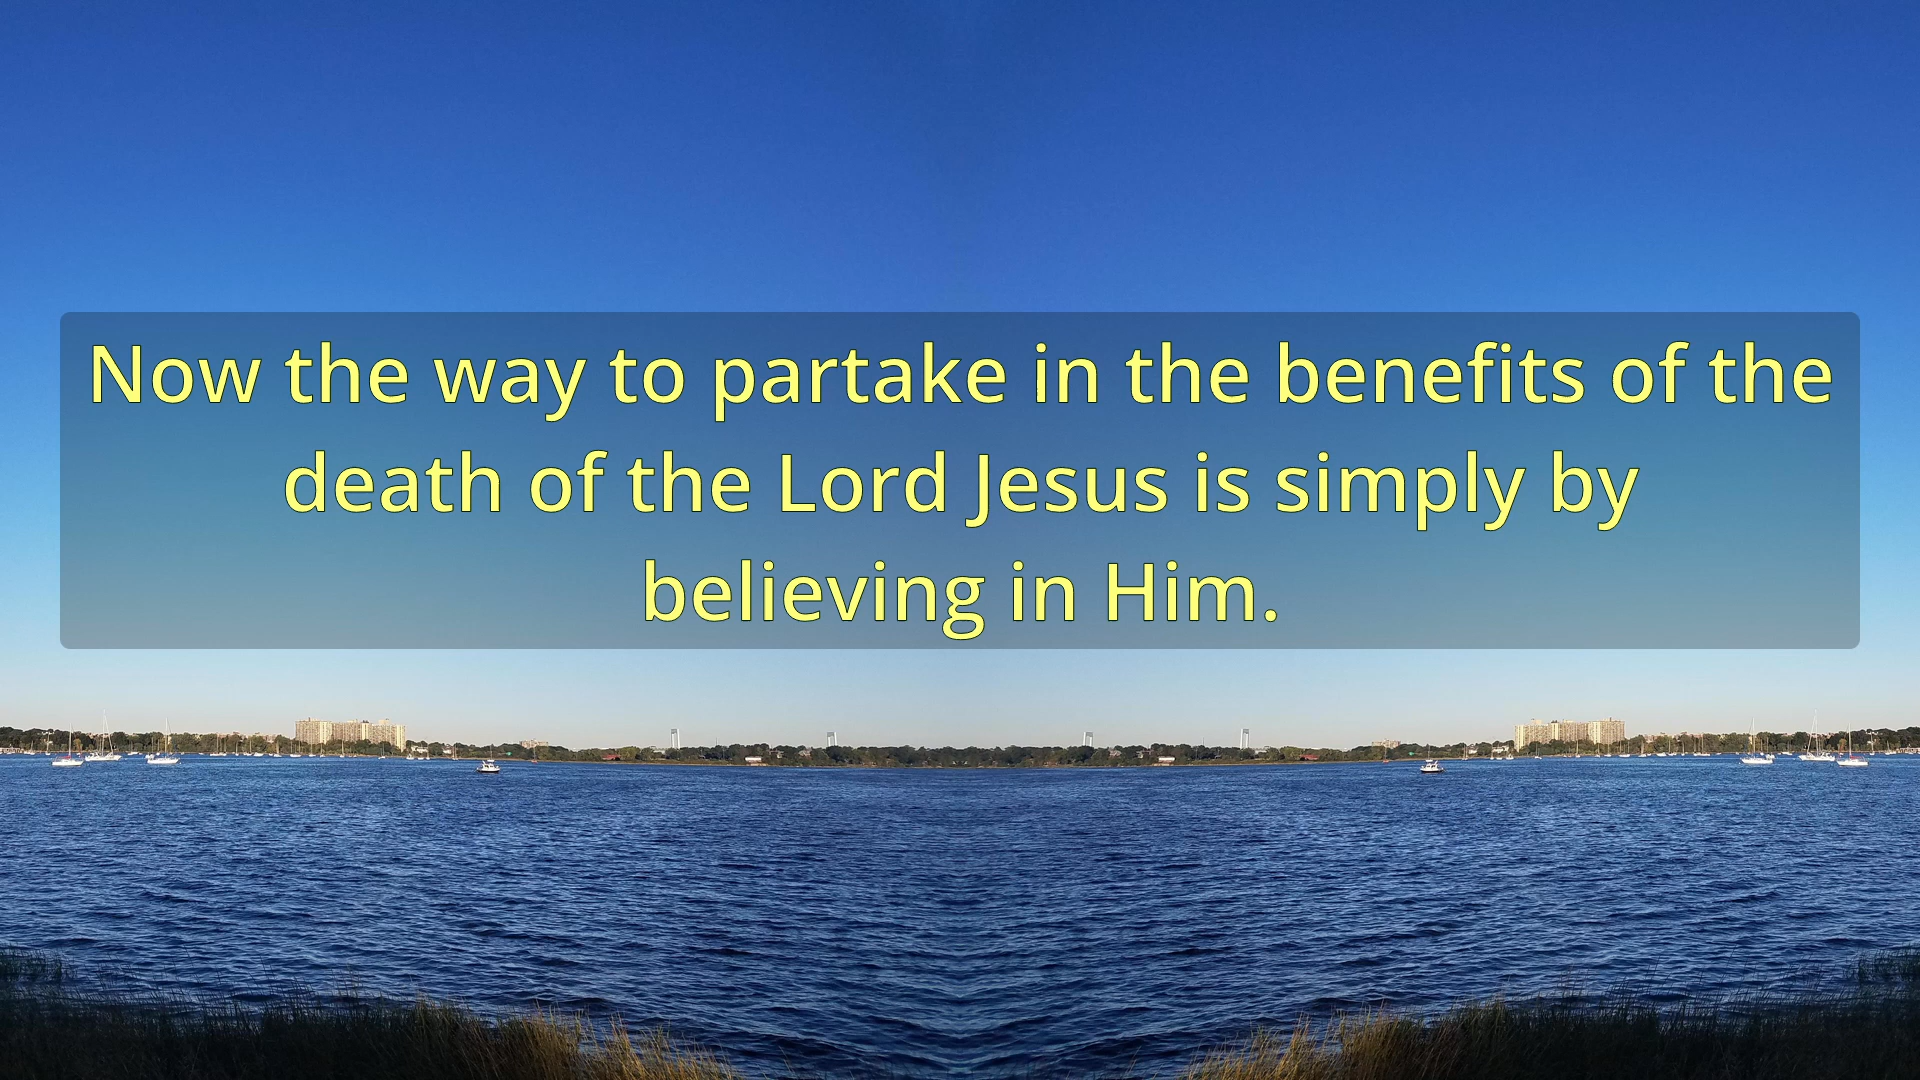 Now the way to partake in the benefits of the
death of the Lord Jesus is simply by
believing in Him.